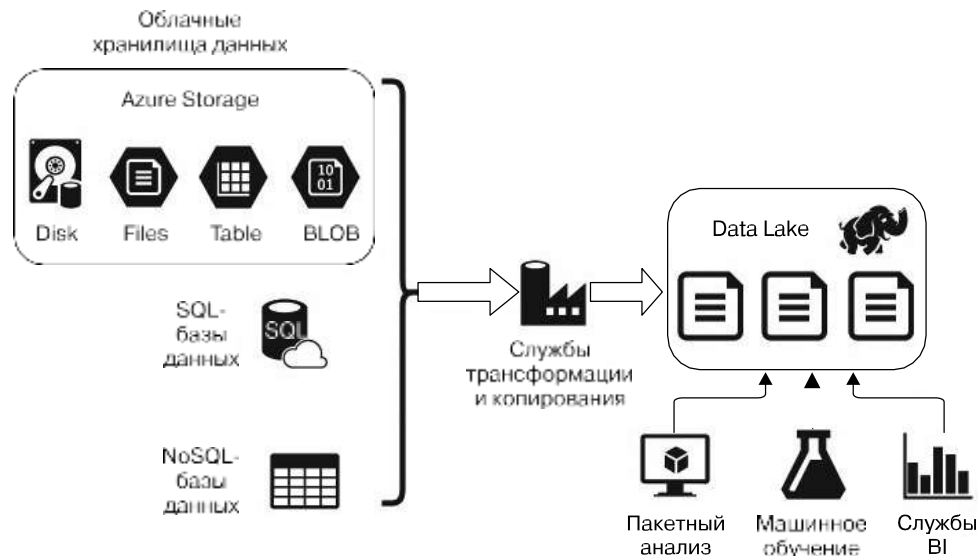 Облачные
хранилища данных
Azure Storage
Disk
Files
Table
10
01
BLOB
SQL-
базы
данных
SQL
NoSQL-
базы
данных
Службы
трансформации
и копирования
Data Lake
Пакетный
анализ
Машинное
обучение
Службы
BI